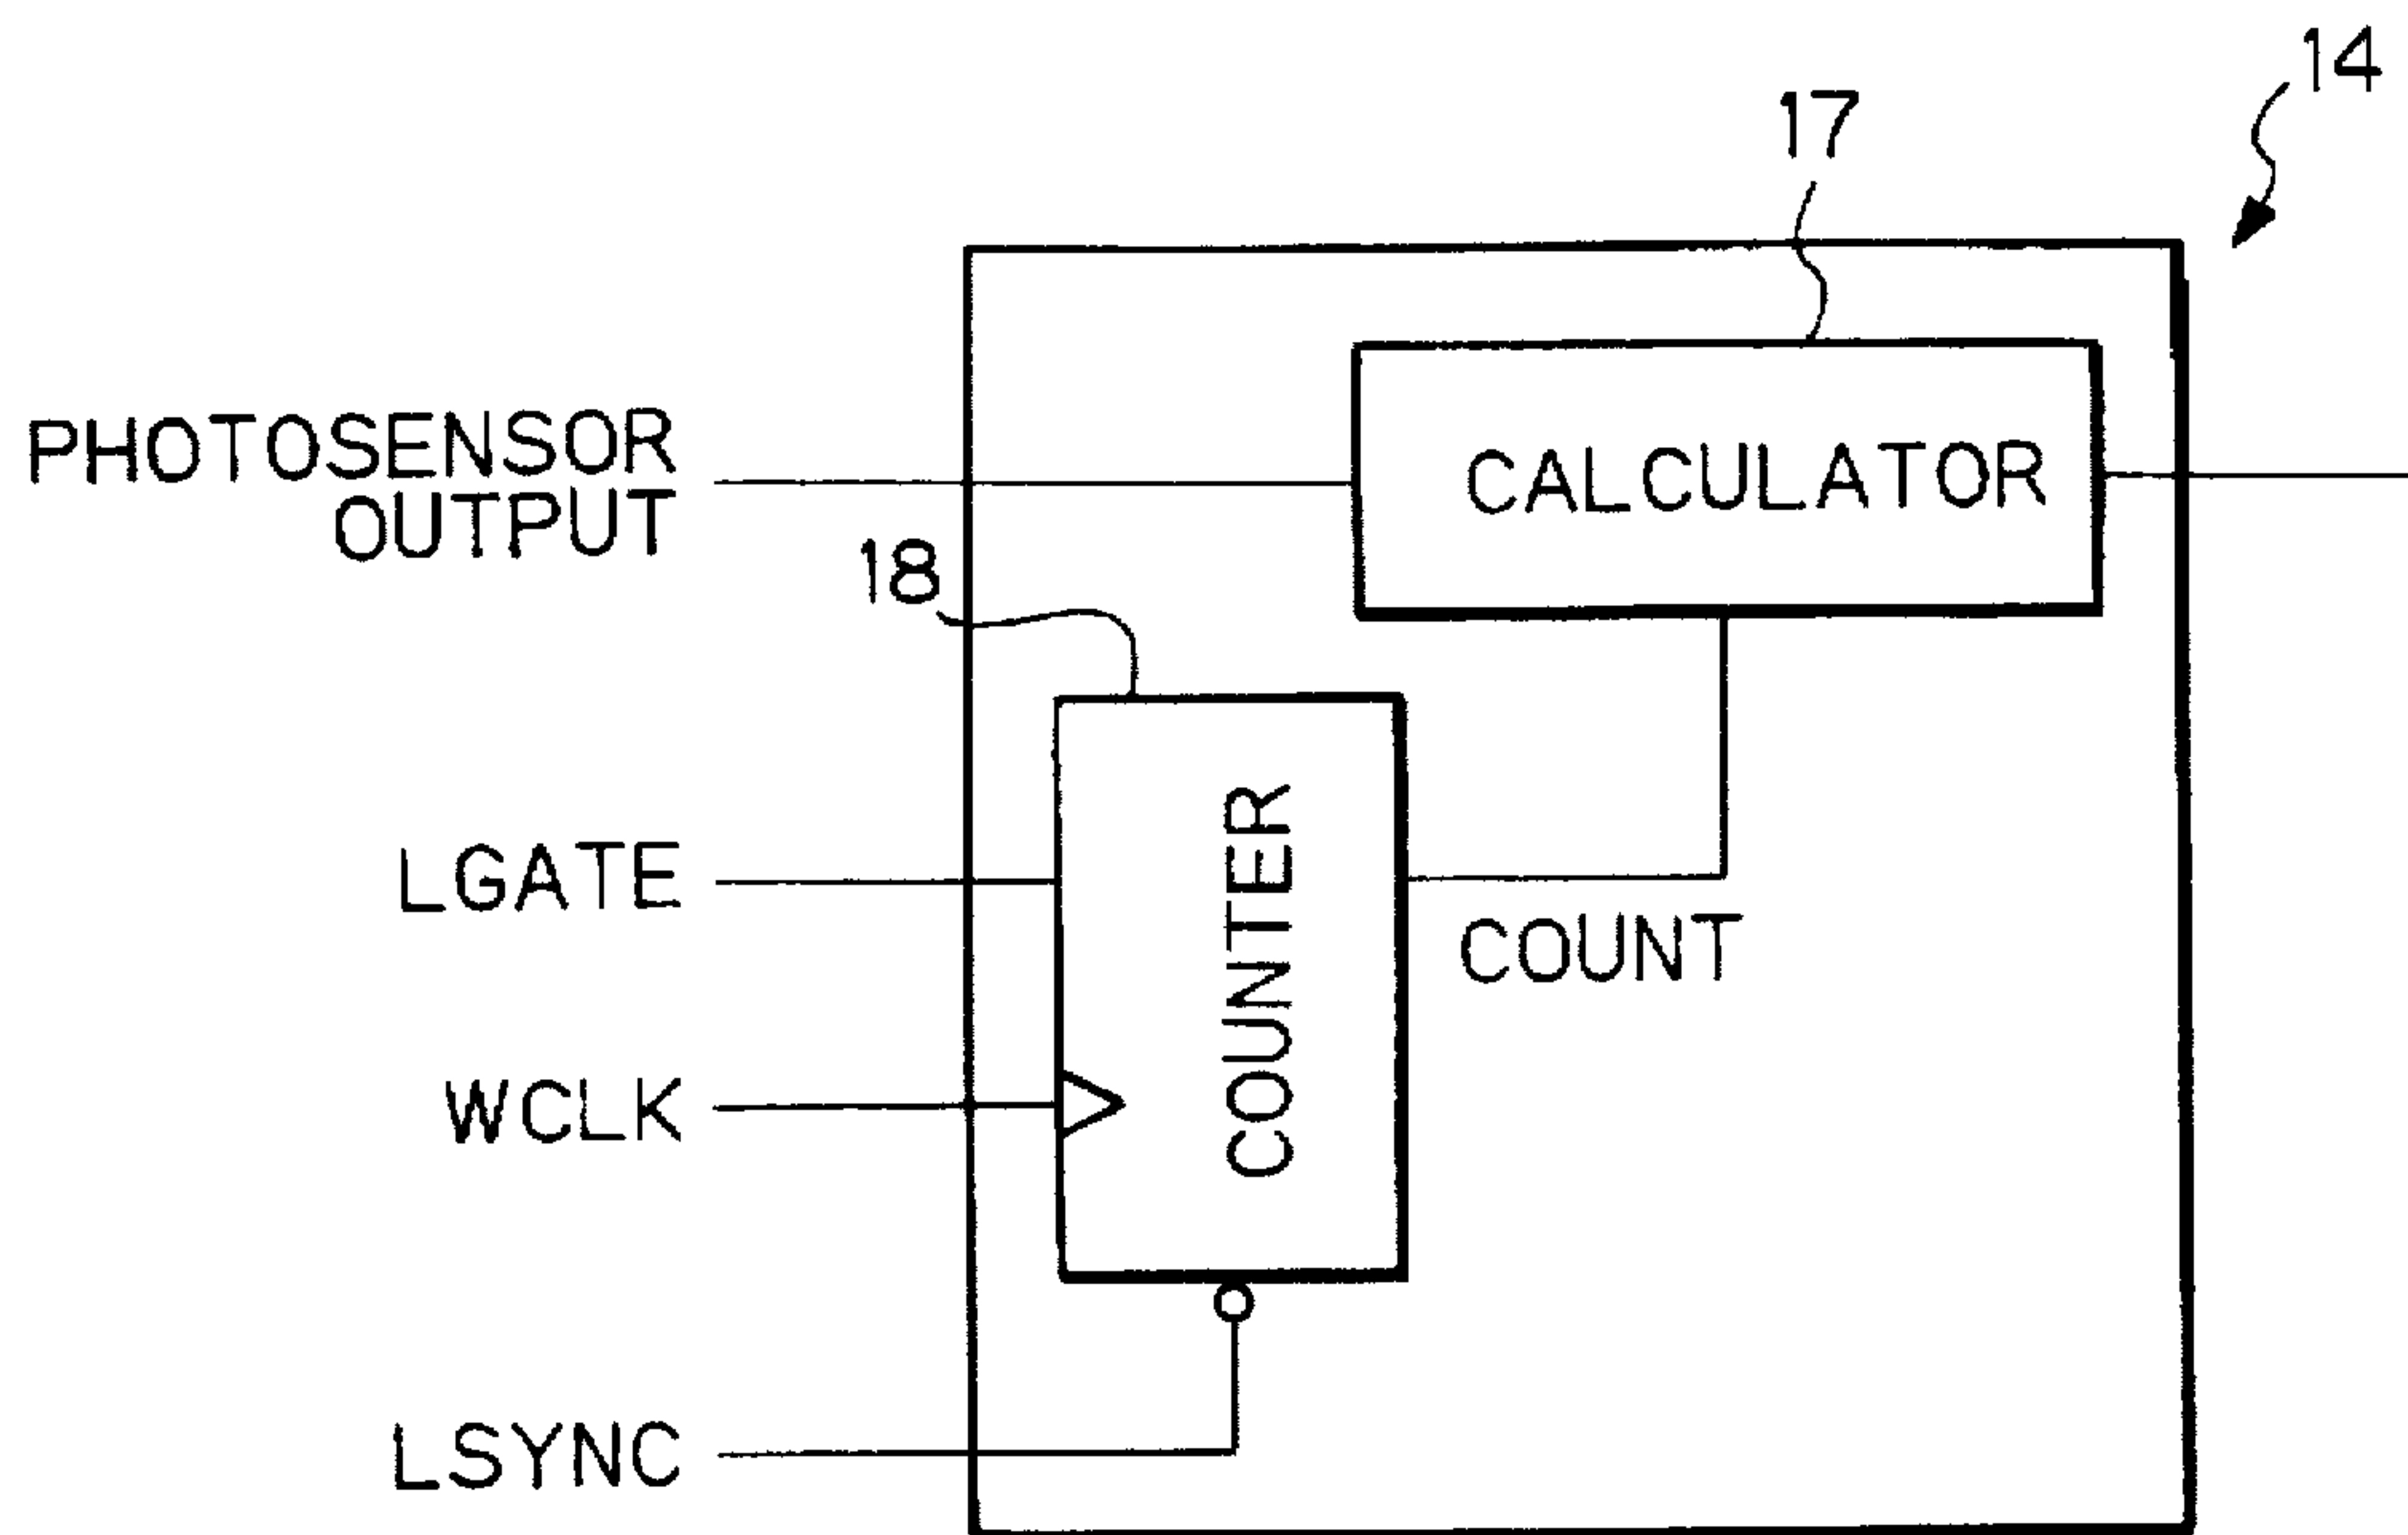 14
17
PHOTOSENSOR
OUTPUT
CALCULATOR
18
LGATE
COUNTER
COUNT
WCLK
LSYNC